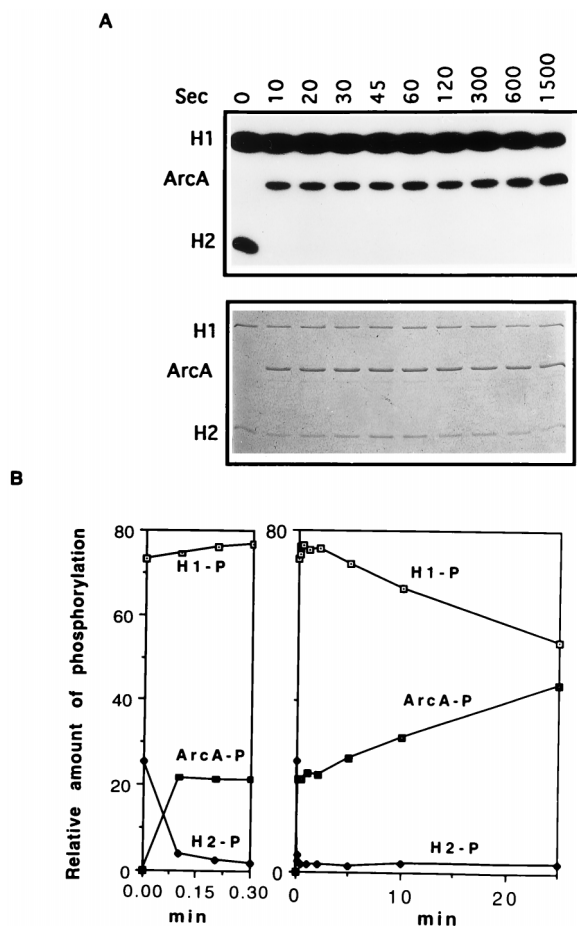 A
Sec 0 10 20 30 45 60 120 300 600 1500
H1
ArcA
H2
H1
ArcA
H2
B
Relative amount of phosphorylation
80
60
40
20
0
H1-P
ArcA-P
H2-P
0.00 0.15 0.30
min
80
0
H1-P
ArcA-P
H2-P
0 10 20
min